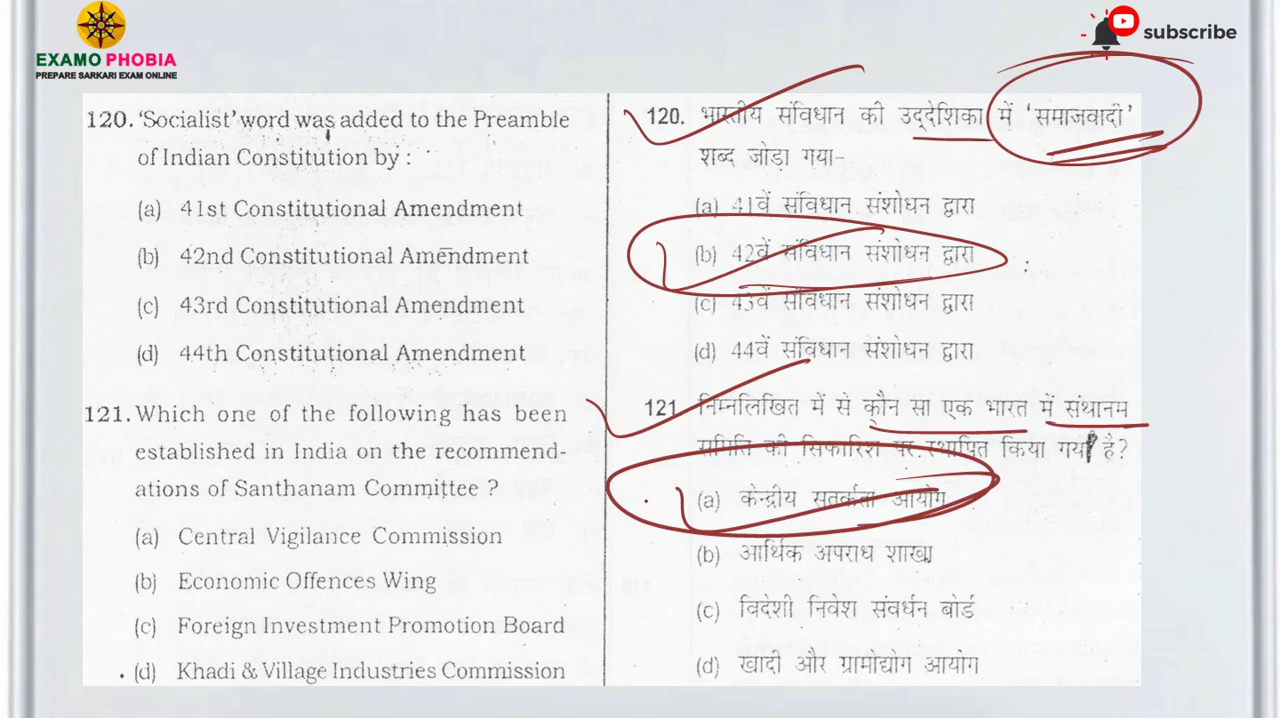 EXAMO PHOBIA
PREPARE SARKARI EXAM ONLINE
subscribe
120. 'Socialist' word was added to the Preamble
of Indian Constitution by :
(a) 41st Constitutional Amendment
(b) 42nd Constitutional Amendment
(c) 43rd Constitutional Amendment
(d) 44th Constitutional Amendment
121. Which one of the following has been
established in India on the recommend-
ations of Santhanam Committee ?
(a) Central Vigilance Commission
(b) Economic Offences Wing
(c) Foreign Investment Promotion Board
(d) Khadi & Village Industries Commission
120. भारतीय संविधान की उद्देशिका में 'समाजवादी'
शब्द जोड़ा गया-
(a) 41वें संविधान संशोधन द्वारा
(b) 42वें संविधान संशोधन द्वारा
(c) 43वें संविधान संशोधन द्वारा
(d) 44वें संविधान संशोधन द्वारा
121. निम्नलिखित में से कौन सा एक भारत में संथानम
समिति की सिफारिश पर स्थापित किया गया है?
(a) केन्द्रीय सतर्कता आयोग
(b) आर्थिक अपराध शाखा
(c) विदेशी निवेश संवर्धन बोर्ड
(d) खादी और ग्रामोद्योग आयोग